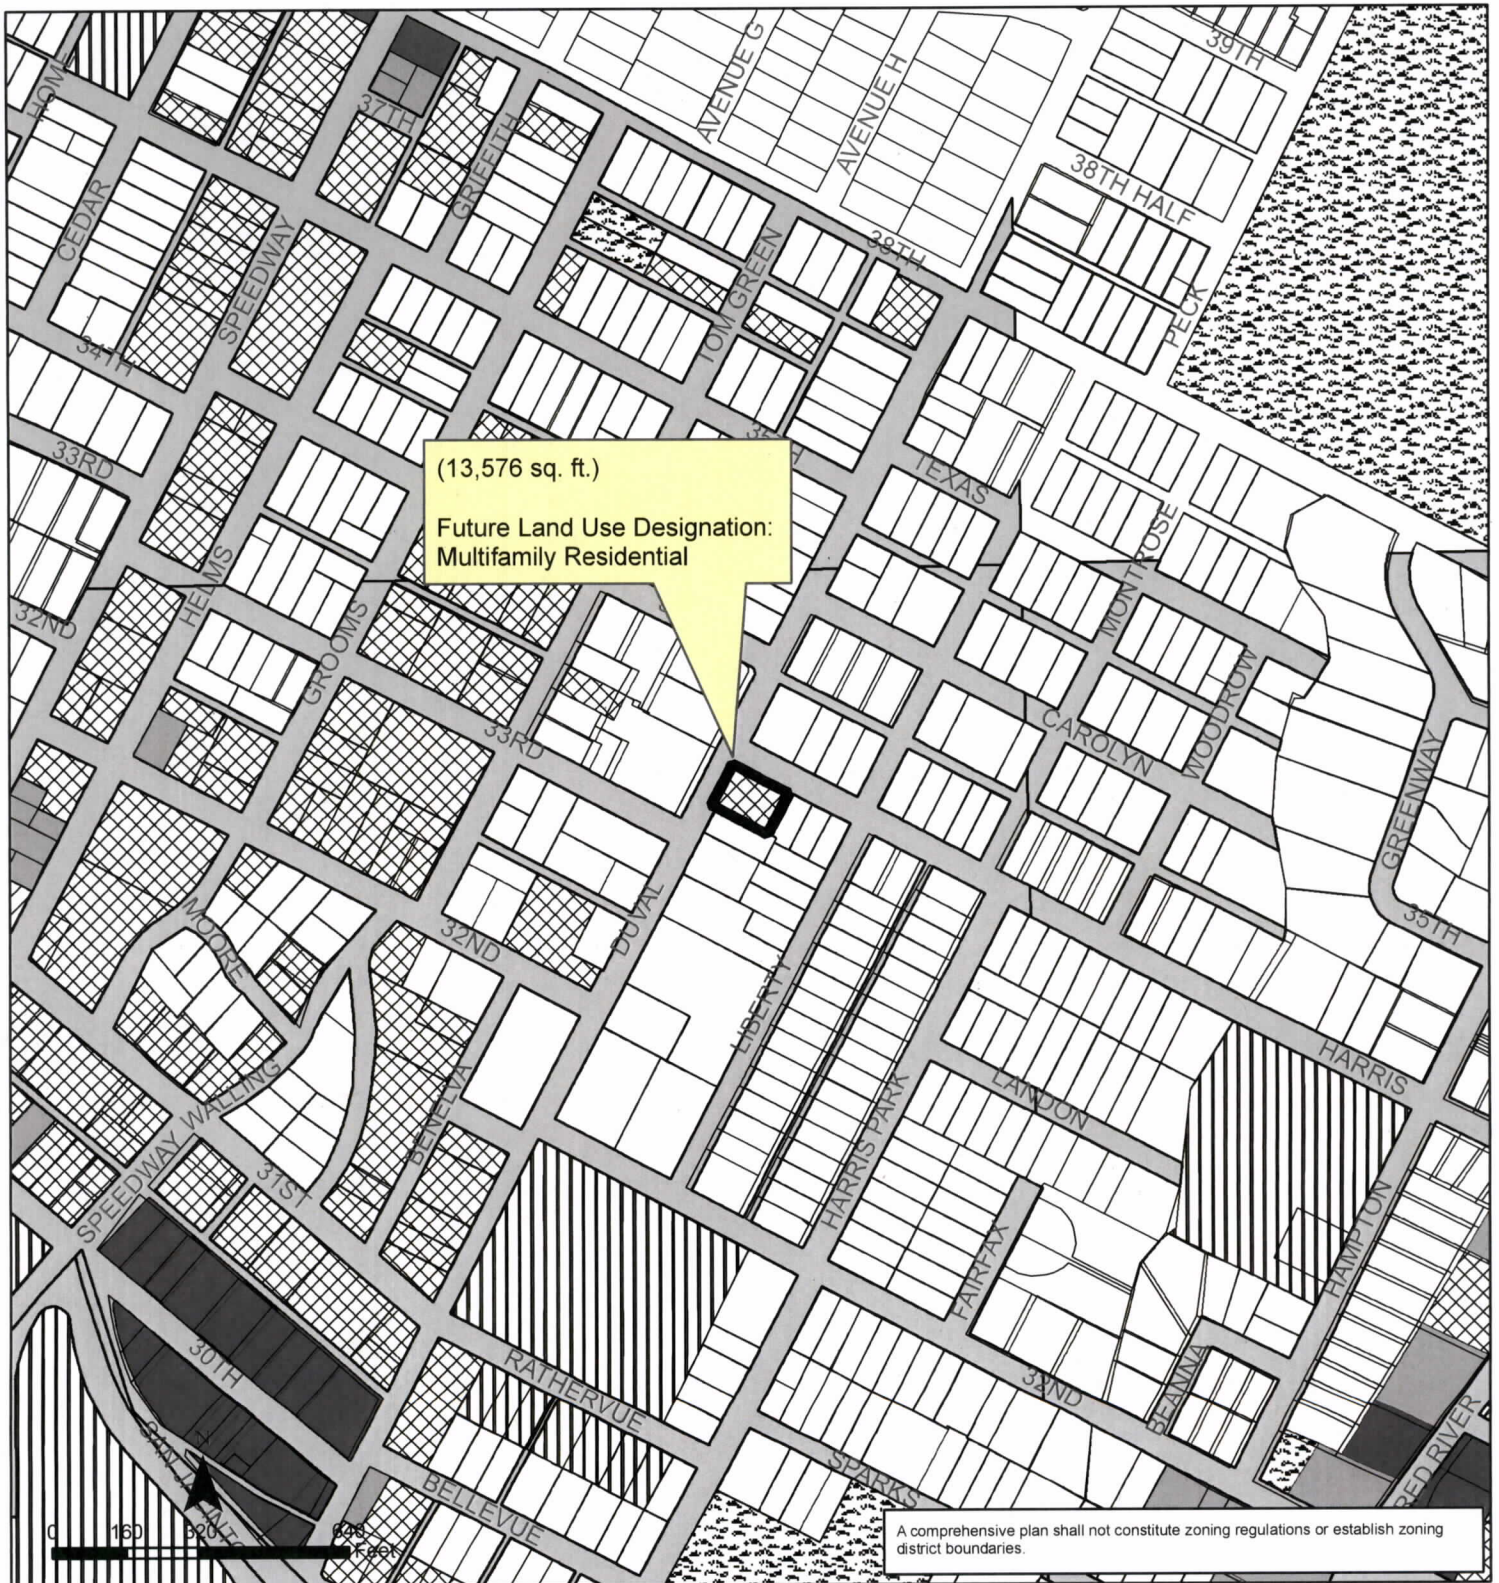 39TH
AVENUE G
AVENUE H
HOME
37TH
38TH HALF
GRIFFITH
CEDAR
SPEEDWAY
TOM GREEN
38TH
PECK
34TH
33RD
35TH
(13,576 sq. ft.)
Future Land Use Designation:
Multifamily Residential
TEXAS
MONTROSE
HELMS
32ND
GROOMS
WOODROW
CAROLYN
33RD
GREENWAY
MOORE
32ND
DUVAL
35TH
LIBERTY
HARRIS
WALLING
BENELVA
LANDON
HARRIS PARK
SPEEDWAY
31ST
FAIRFAX
HAMPTON
30TH
RATHERVUE
32ND
BEANNA
RED RIVER
SPARKS
BELLEVUE
N
0 160 320 640
Feet
A comprehensive plan shall not constitute zoning regulations or establish zoning
district boundaries.